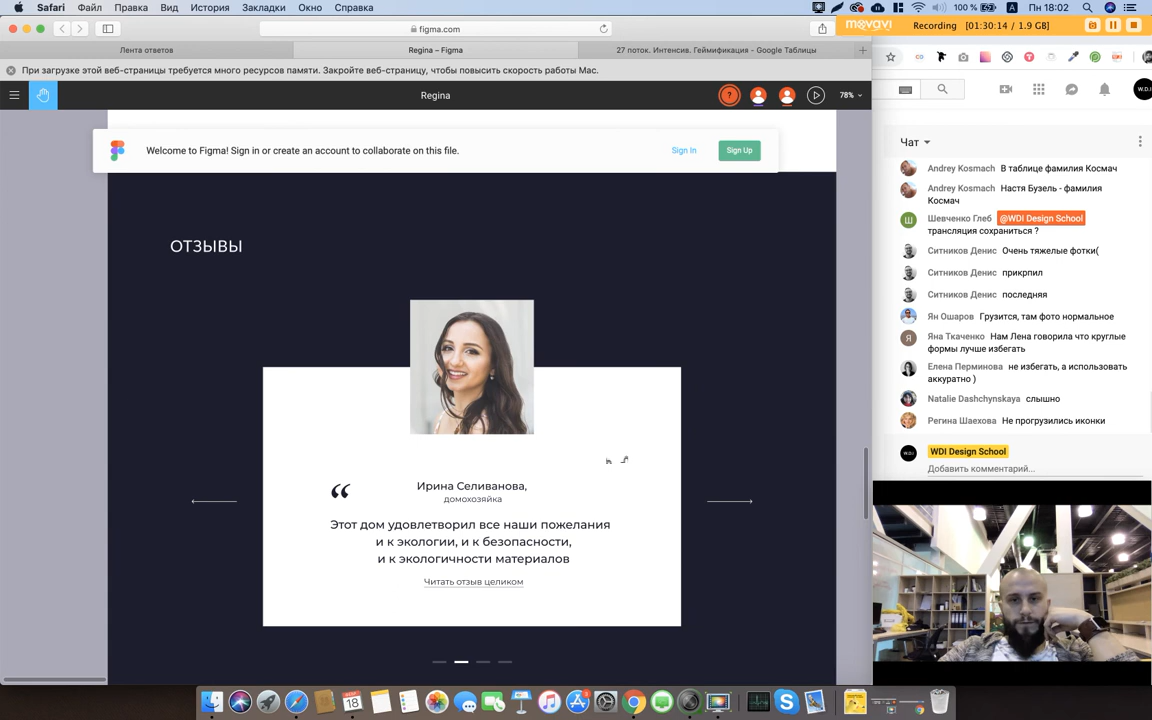 Safari Файл Правка Вид История Закладки Окно Справка
100 % Пн 18:02
movavi Recording (01:30:14 / 1.9 GB)
figma.com
Лента ответов
Regina – Figma
27 поток. Интенсив. Геймификация - Google Таблицы
При загрузке этой веб-страницы требуется много ресурсов памяти. Закройте веб-страницу, чтобы повысить скорость работы Mac.
Regina
?
78%
Welcome to Figma! Sign in or create an account to collaborate on this file.
Sign In
Sign Up
ОТЗЫВЫ
“
Ирина Селиванова,
домохозяйка
Этот дом удовлетворил все наши пожелания
и к экологии, и к безопасности,
и к экологичности материалов
Читать отзыв целиком
Чат
Andrey Kosmach В таблице фамилия Космач
Andrey Kosmach Настя Бузель - фамилия
Космач
Ш Шевченко Глеб @WDI Design School
трансляция сохраниться ?
Ситников Денис Очень тяжелые фотки(
Ситников Денис прикрпил
Ситников Денис последняя
Ян Ошаров Грузится, там фото нормальное
Я Яна Ткаченко Нам Лена говорила что круглые
формы лучше избегать
Елена Перминова не избегать, а использовать
аккуратно )
Natalie Dashchynskaya слышно
Регина Шаехова Не прогрузились иконки
WDI Design School
Добавить комментарий...